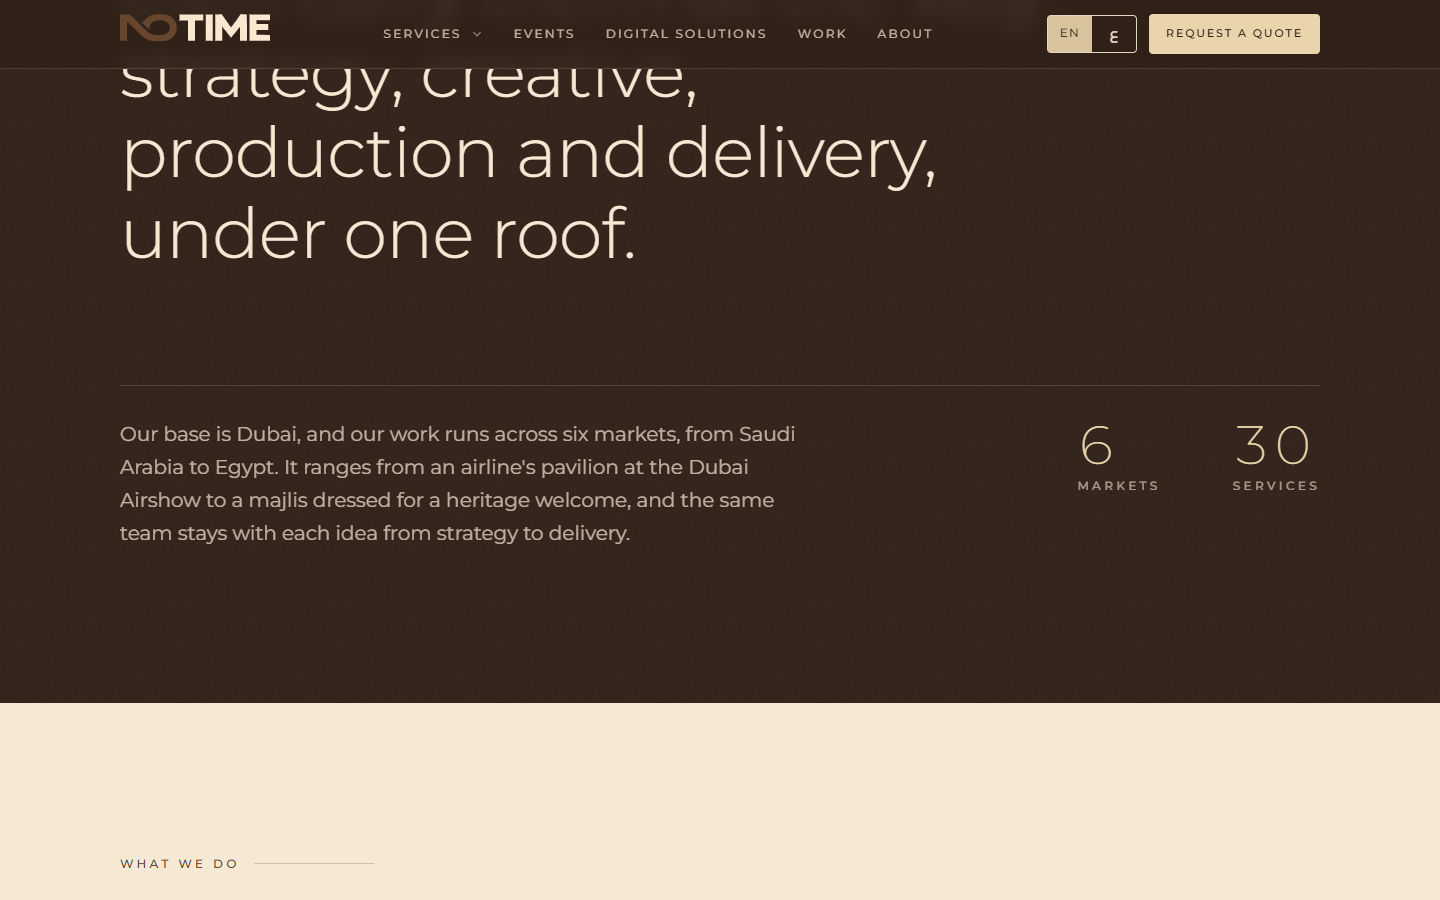 NOTIME
SERVICES
EVENTS
DIGITAL SOLUTIONS
WORK
ABOUT
EN
ع
REQUEST A QUOTE
strategy, creative,
production and delivery,
under one roof.
Our base is Dubai, and our work runs across six markets, from Saudi
Arabia to Egypt. It ranges from an airline's pavilion at the Dubai
Airshow to a majlis dressed for a heritage welcome, and the same
team stays with each idea from strategy to delivery.
6
MARKETS
30
SERVICES
WHAT WE DO